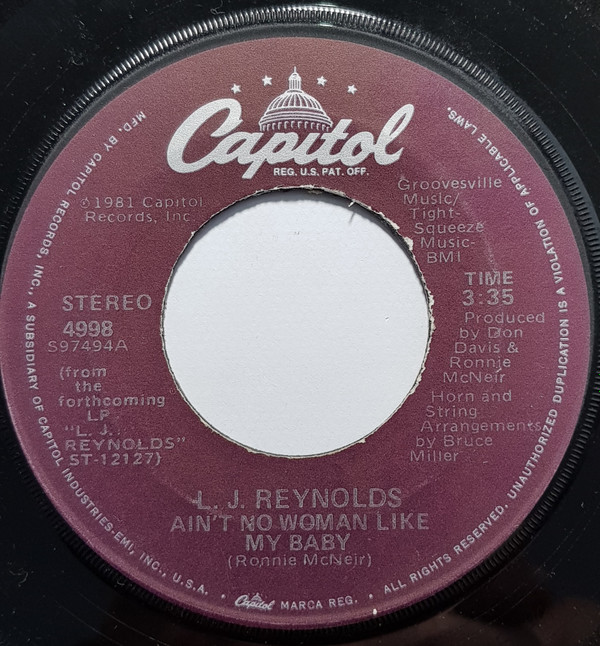 Capitol
REG. U.S. PAT. OFF.
℗1981 Capitol
Records, Inc.
Groovesville
Music/
Tight-
Squeeze
Music-
BMI
STEREO
4998
S97494A
(from
the
forthcoming
LP
"L. J.
REYNOLDS"
ST-12127)
TIME
3:35
Produced
by Don
Davis &
Ronnie
McNeir
Horn and
String
Arrangements
by Bruce
Miller
L. J. REYNOLDS
AIN'T NO WOMAN LIKE
MY BABY
(Ronnie McNeir)
MFD. BY CAPITOL RECORDS, INC., A SUBSIDIARY OF CAPITOL INDUSTRIES-EMI, INC., U.S.A. • Capitol MARCA REG. • ALL RIGHTS RESERVED. UNAUTHORIZED DUPLICATION IS A VIOLATION OF APPLICABLE LAWS.